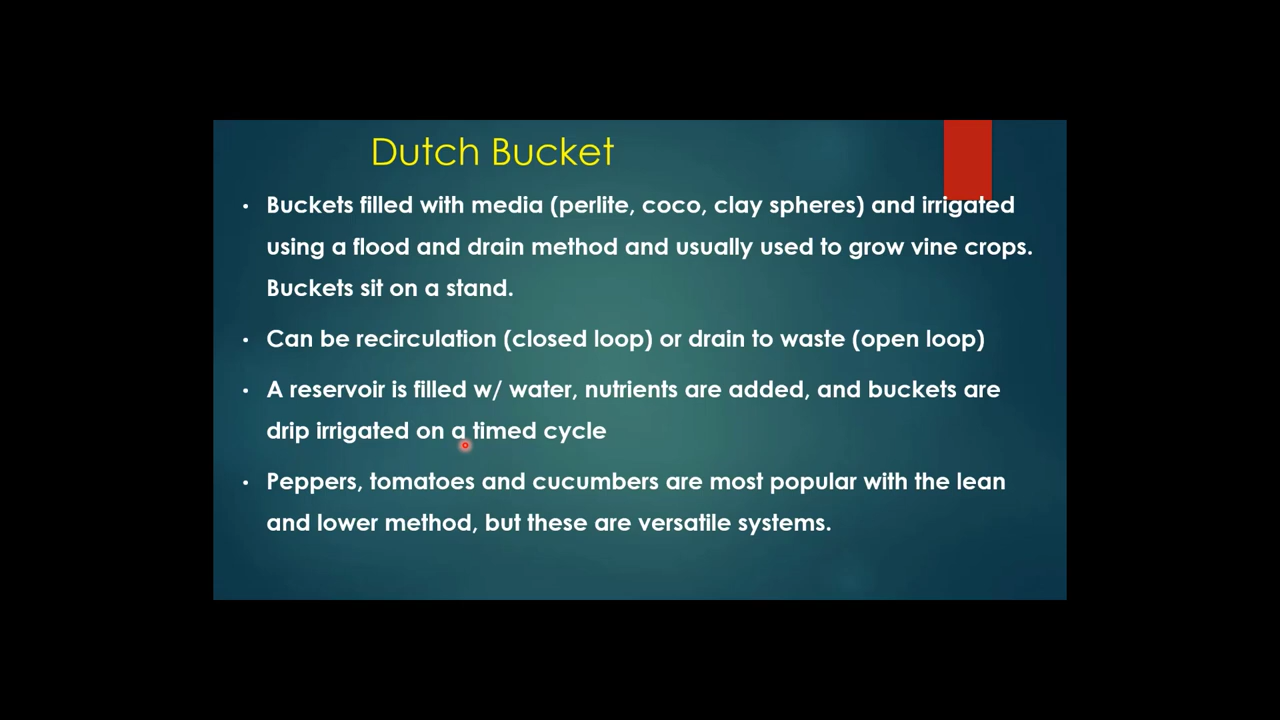 Dutch Bucket
• Buckets filled with media (perlite, coco, clay spheres) and irrigated
using a flood and drain method and usually used to grow vine crops.
Buckets sit on a stand.
• Can be recirculation (closed loop) or drain to waste (open loop)
• A reservoir is filled w/ water, nutrients are added, and buckets are
drip irrigated on a timed cycle
• Peppers, tomatoes and cucumbers are most popular with the lean
and lower method, but these are versatile systems.